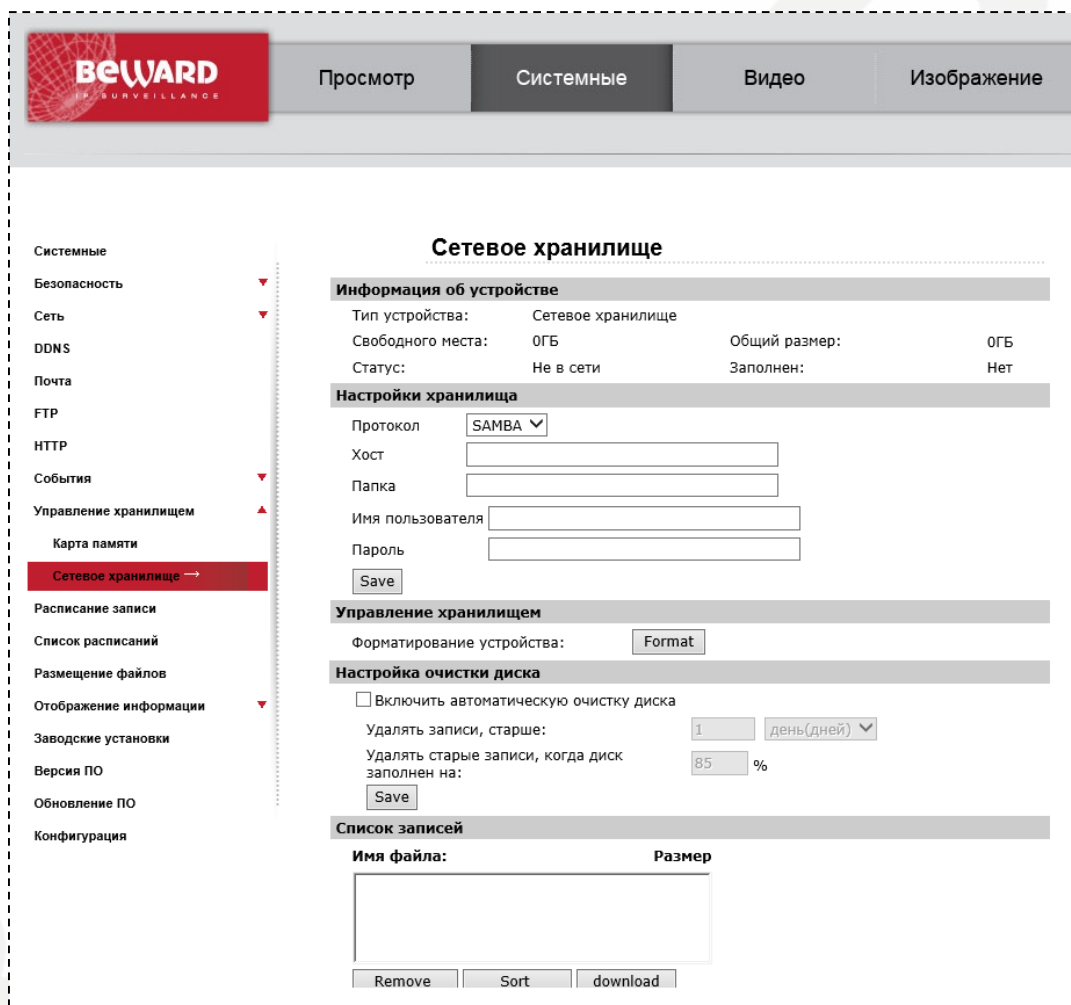 BEWARD
IP SURVEILLANCE
Просмотр Системные Видео Изображение
Системные
Безопасность
Сеть
DDNS
Почта
FTP
HTTP
События
Управление хранилищем
Карта памяти
Сетевое хранилище →
Расписание записи
Список расписаний
Размещение файлов
Отображение информации
Заводские установки
Версия ПО
Обновление ПО
Конфигурация
Сетевое хранилище
Информация об устройстве
Тип устройства: Сетевое хранилище
Свободного места: 0ГБ Общий размер: 0ГБ
Статус: Не в сети Заполнен: Нет
Настройки хранилища
Протокол SAMBA
Хост
Папка
Имя пользователя
Пароль
Save
Управление хранилищем
Форматирование устройства: Format
Настройка очистки диска
Включить автоматическую очистку диска
Удалять записи, старше: 1 день(дней)
Удалять старые записи, когда диск
заполнен на: 85 %
Save
Список записей
Имя файла: Размер
Remove Sort download